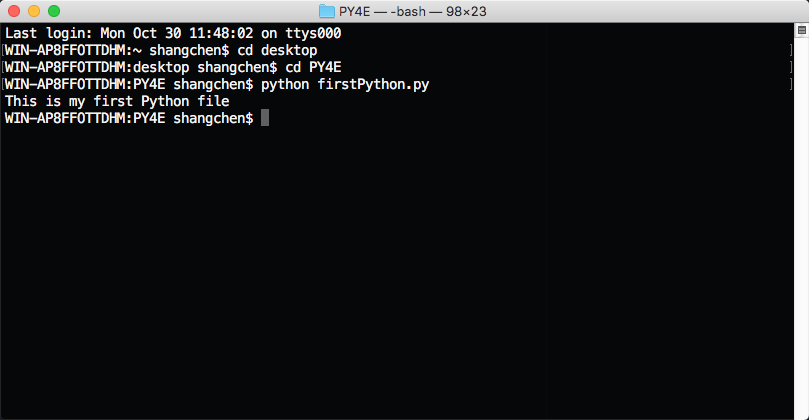 PY4E — -bash — 98×23
Last login: Mon Oct 30 11:48:02 on ttys000
[WIN-AP8FFOTTDHM:~ shangchen$ cd desktop ]
[WIN-AP8FFOTTDHM:desktop shangchen$ cd PY4E ]
[WIN-AP8FFOTTDHM:PY4E shangchen$ python firstPython.py ]
This is my first Python file
WIN-AP8FFOTTDHM:PY4E shangchen$